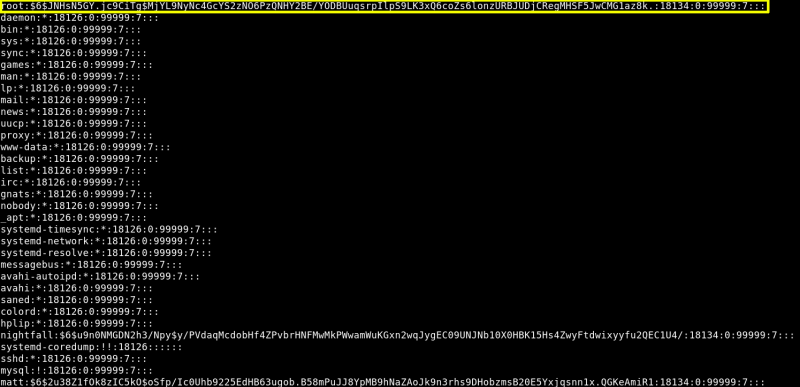 root:$6$JNHsN5GY.jc9CiTg$MjYL9NyNc4GcYS2zNO6PzQNHY2BE/YODBUuqsrpIlpS9LK3xQ6coZs6lonzURBJUDjCRegMHSF5JwCMG1az8k.:18134:0:99999:7:::
daemon:*:18126:0:99999:7:::
bin:*:18126:0:99999:7:::
sys:*:18126:0:99999:7:::
sync:*:18126:0:99999:7:::
games:*:18126:0:99999:7:::
man:*:18126:0:99999:7:::
lp:*:18126:0:99999:7:::
mail:*:18126:0:99999:7:::
news:*:18126:0:99999:7:::
uucp:*:18126:0:99999:7:::
proxy:*:18126:0:99999:7:::
www-data:*:18126:0:99999:7:::
backup:*:18126:0:99999:7:::
list:*:18126:0:99999:7:::
irc:*:18126:0:99999:7:::
gnats:*:18126:0:99999:7:::
nobody:*:18126:0:99999:7:::
_apt:*:18126:0:99999:7:::
systemd-timesync:*:18126:0:99999:7:::
systemd-network:*:18126:0:99999:7:::
systemd-resolve:*:18126:0:99999:7:::
messagebus:*:18126:0:99999:7:::
avahi-autoipd:*:18126:0:99999:7:::
avahi:*:18126:0:99999:7:::
saned:*:18126:0:99999:7:::
colord:*:18126:0:99999:7:::
hplip:*:18126:0:99999:7:::
nightfall:$6$u9n0NMGDN2h3/Npy$y/PVdaqMcdobHf4ZPvbrHNFMwMkPWwamWuKGxn2wqJygEC09UNJNb10X0HBK15Hs4ZwyFtdwixyyfu2QEC1U4/:18134:0:99999:7:::
systemd-coredump:!!:18126::::::
sshd:*:18126:0:99999:7:::
mysql:!:18126:0:99999:7:::
matt:$6$2u38Z1fOk8zIC5kO$oSfp/Ic0Uhb9225EdHB63ugob.B58mPuJJ8YpMB9hNaZAoJk9n3rhs9DHobzmsB20E5Yxjqsnn1x.QGKeAmiR1:18134:0:99999:7:::